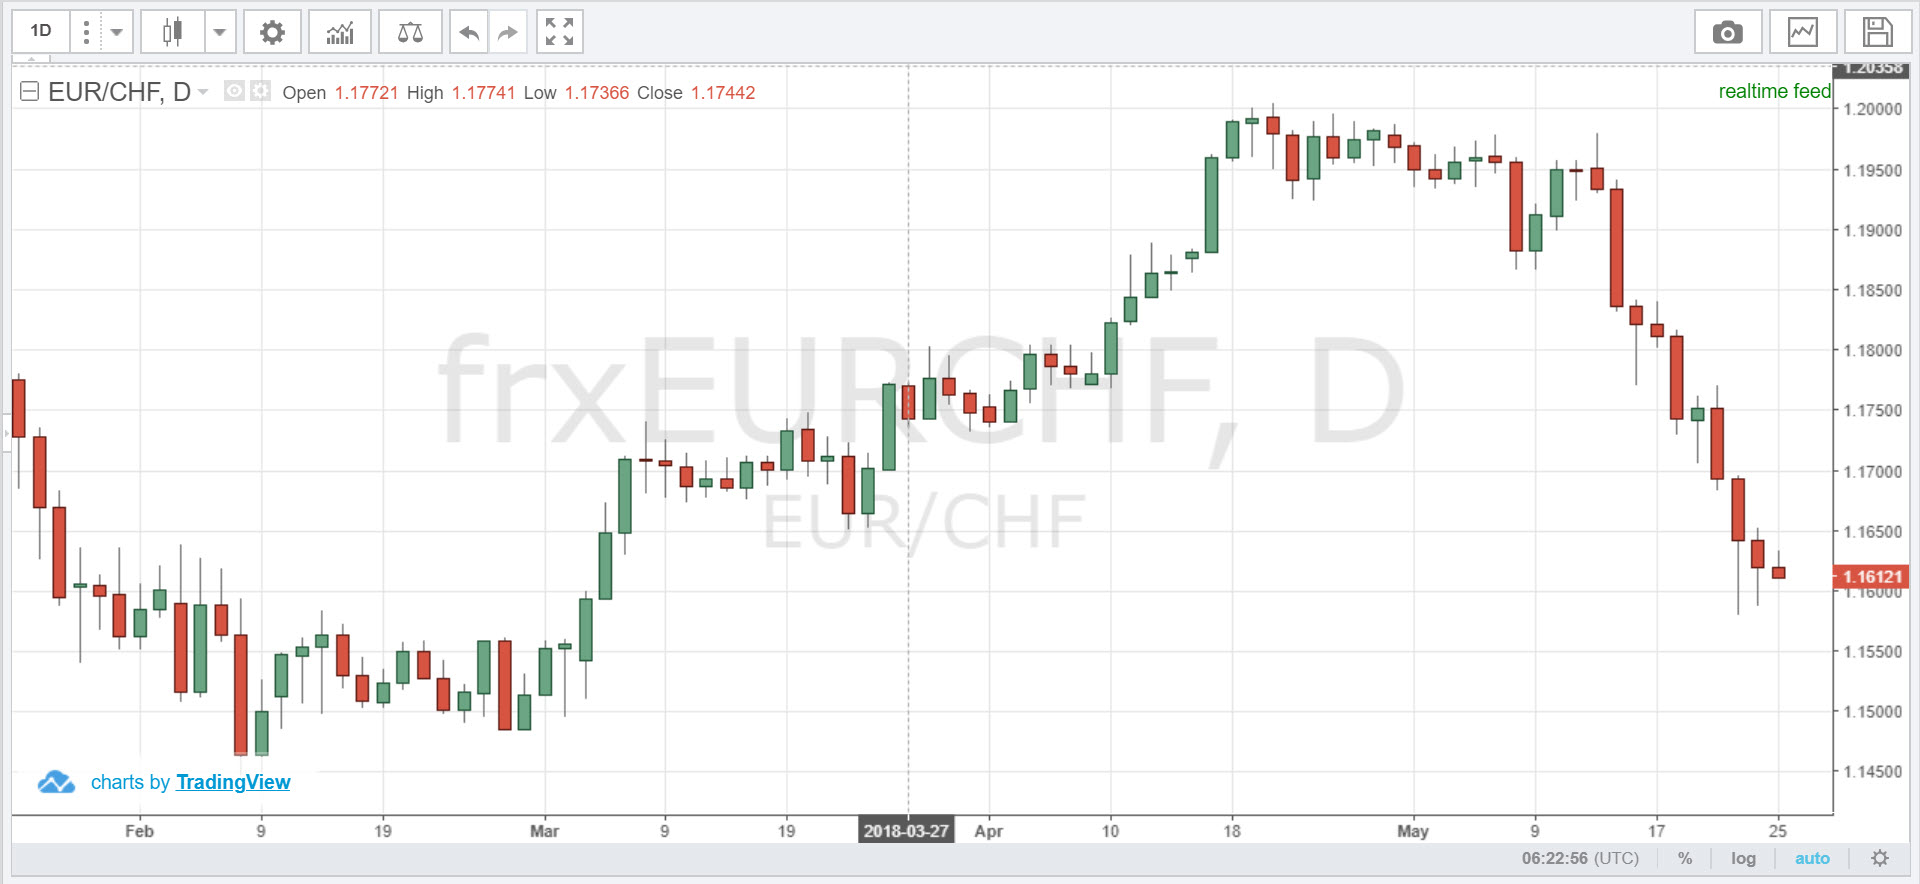 1D
EUR/CHF, D Open 1.17721 High 1.17741 Low 1.17366 Close 1.17442
realtime feed
1.20358
1.20000
1.19500
1.19000
1.18500
1.18000
1.17500
1.17000
1.16500
1.16121
1.16000
1.15500
1.15000
1.14500
frxEURCHF, D
EUR/CHF
charts by TradingView
Feb 9 19 Mar 9 19 2018-03-27 Apr 10 18 May 9 17 25
06:22:56 (UTC) % log auto